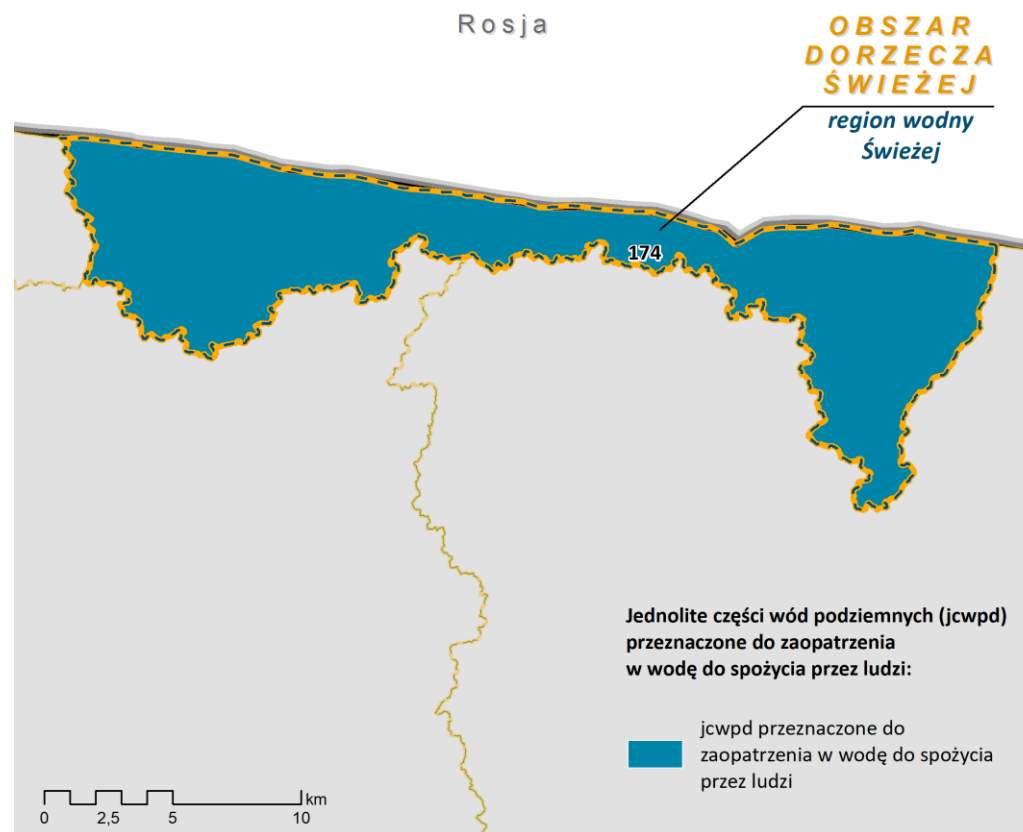 Rosja
OBSZAR
DORZECZA
ŚWIEŻEJ
region wodny
Świeżej
174
Jednolite części wód podziemnych (jcwpd)
przeznaczone do zaopatrzenia
w wodę do spożycia przez ludzi:
jcwpd przeznaczone do
zaopatrzenia w wodę do spożycia
przez ludzi
km
0 2,5 5 10